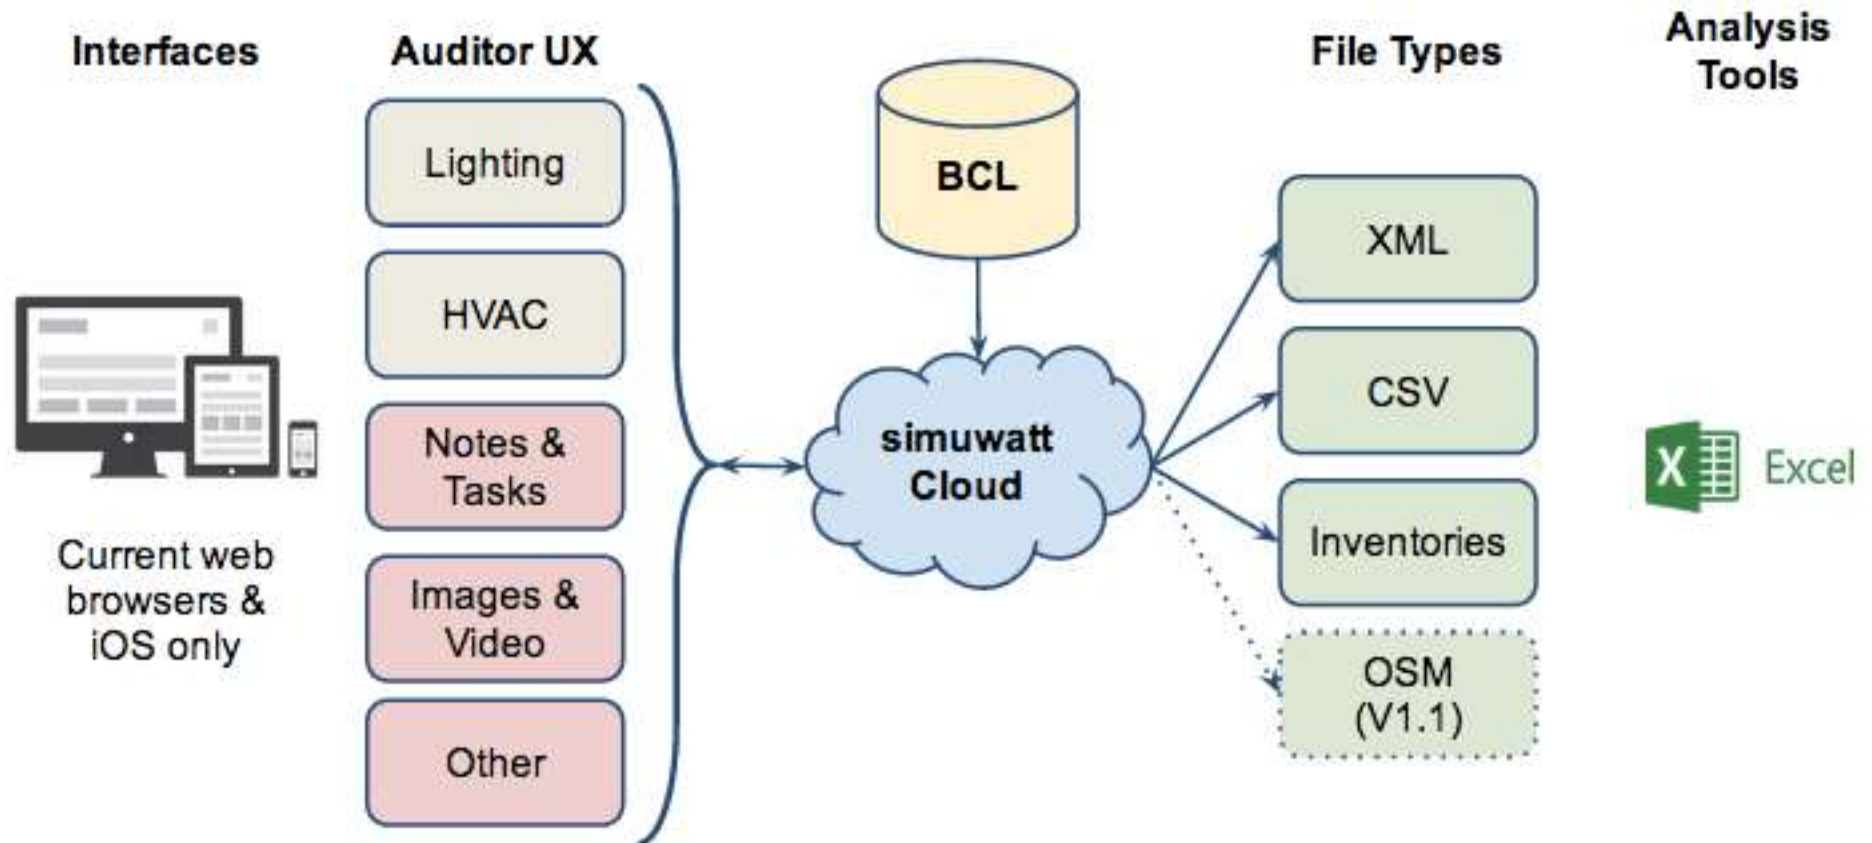 Interfaces
Auditor UX
File Types
Analysis
Tools
Lighting
HVAC
Notes &
Tasks
Images &
Video
Other
Current web
browsers &
iOS only
BCL
simuwatt
Cloud
XML
CSV
Inventories
OSM
(V1.1)
X
Excel